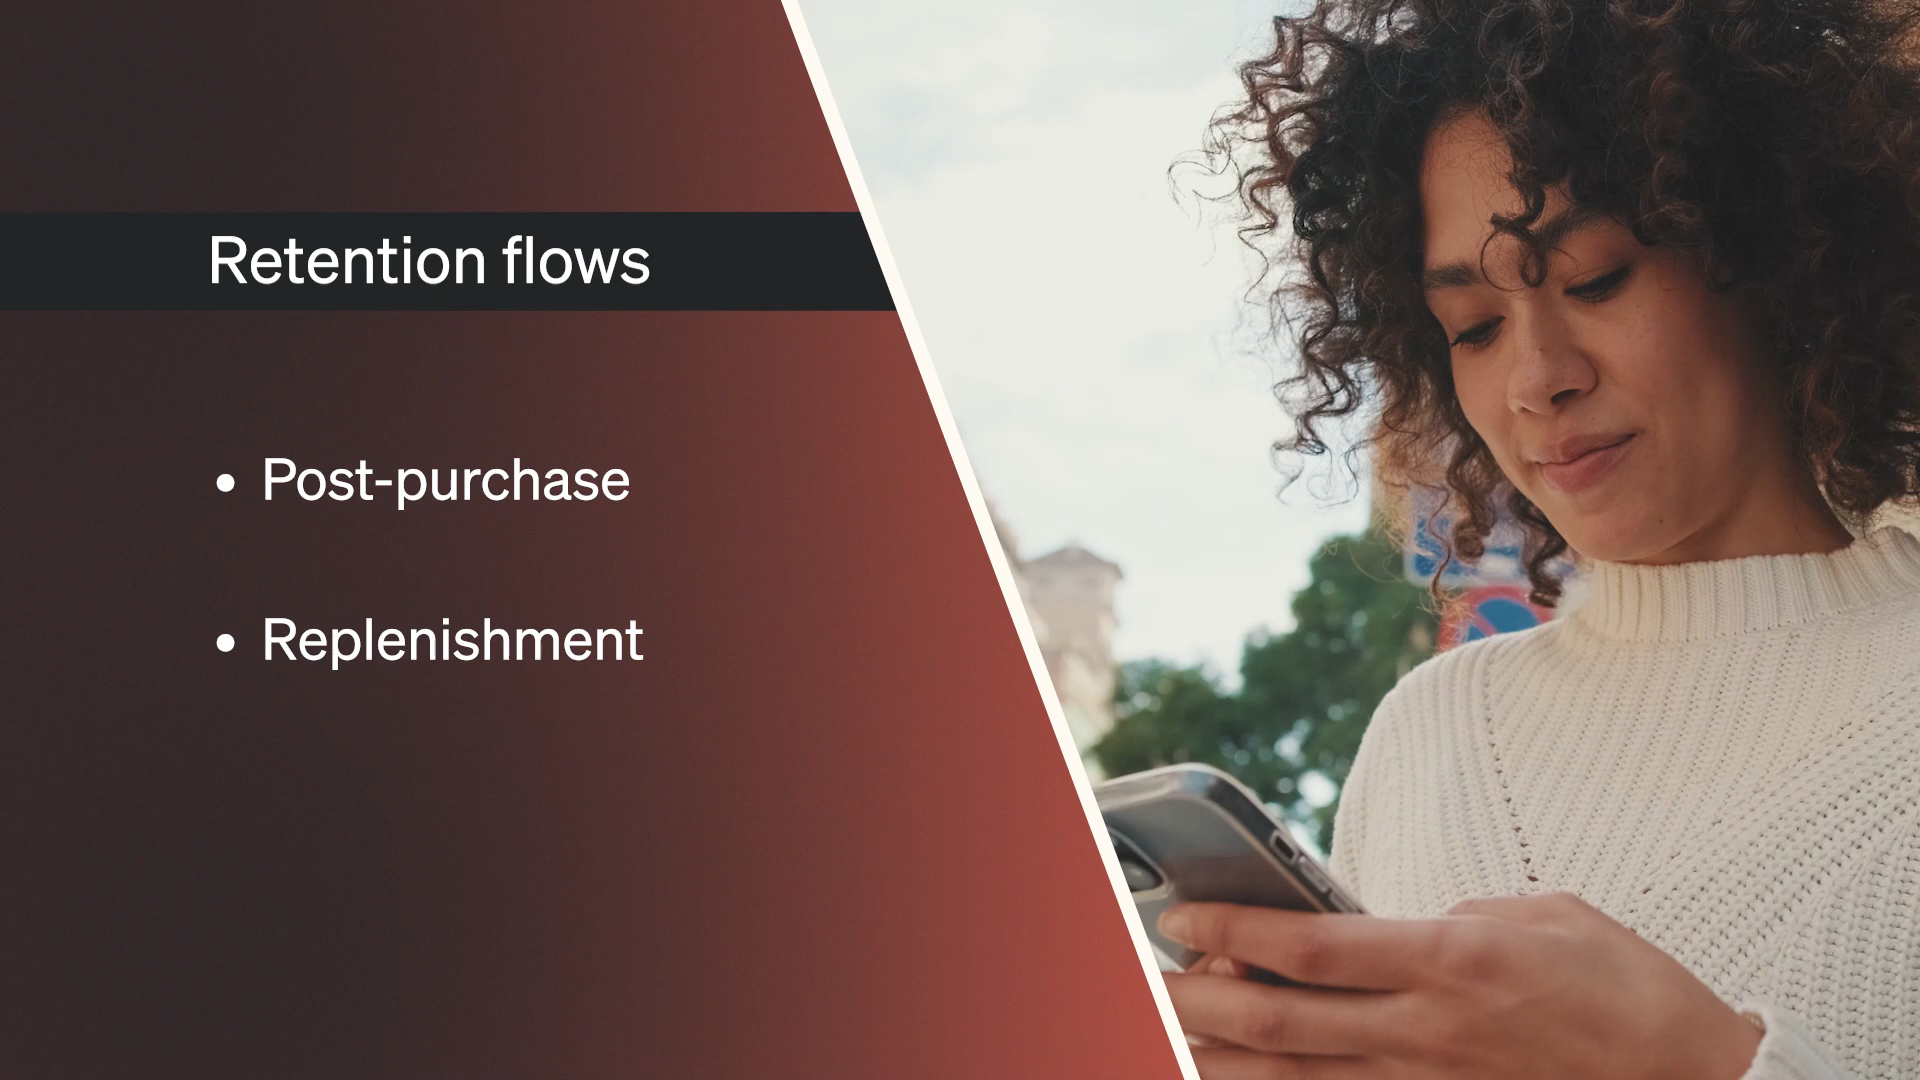 Retention flows
• Post-purchase
• Replenishment